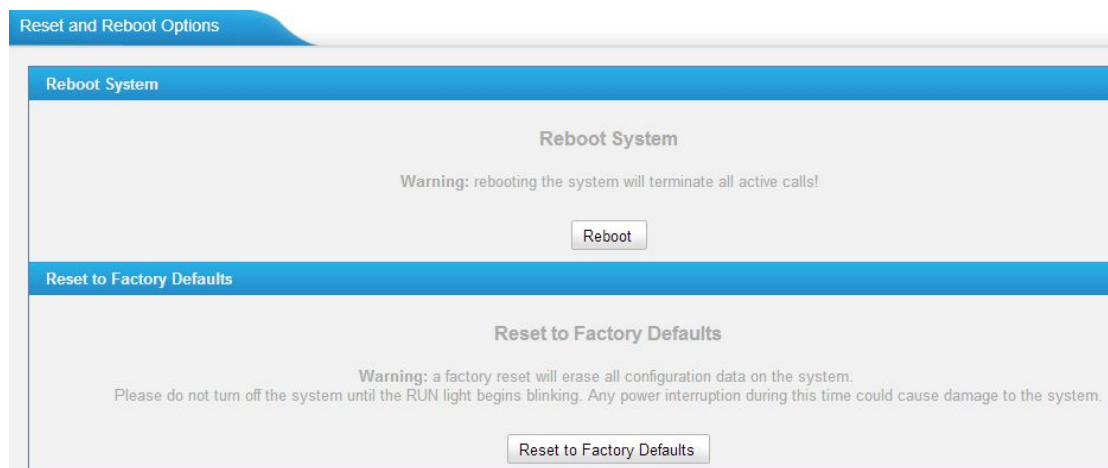 Reset and Reboot Options
Reboot System
Reboot System
Warning: rebooting the system will terminate all active calls!
Reboot
Reset to Factory Defaults
Reset to Factory Defaults
Warning: a factory reset will erase all configuration data on the system.
Please do not turn off the system until the RUN light begins blinking. Any power interruption during this time could cause damage to the system.
Reset to Factory Defaults